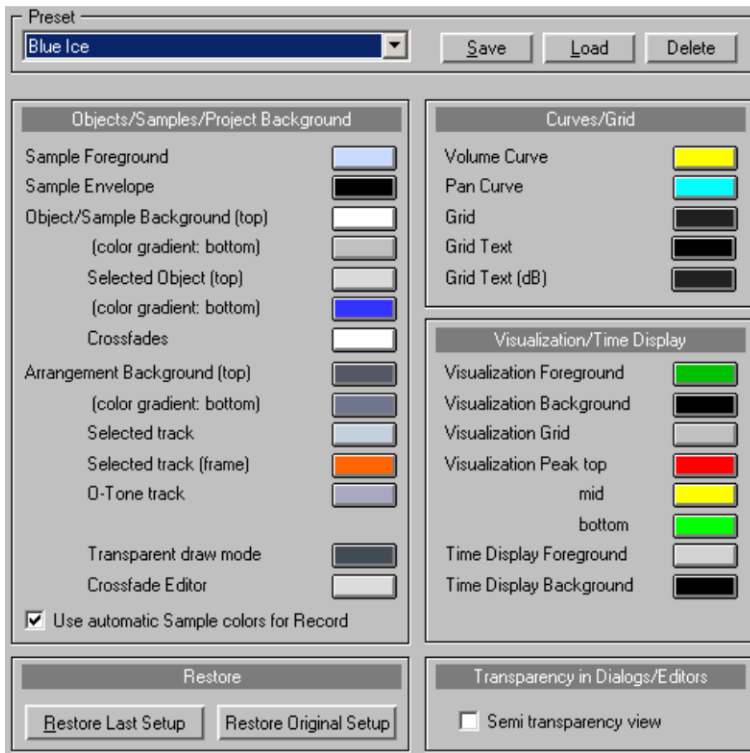 Preset
Blue Ice
Save
Load
Delete
Objects/Samples/Project Background
Sample Foreground
Sample Envelope
Object/Sample Background (top)
(color gradient: bottom)
Selected Object (top)
(color gradient: bottom)
Crossfades
Arrangement Background (top)
(color gradient: bottom)
Selected track
Selected track (frame)
O-Tone track
Transparent draw mode
Crossfade Editor
Use automatic Sample colors for Record
Curves/Grid
Volume Curve
Pan Curve
Grid
Grid Text
Grid Text (dB)
Visualization/Time Display
Visualization Foreground
Visualization Background
Visualization Grid
Visualization Peak top
mid
bottom
Time Display Foreground
Time Display Background
Restore
Restore Last Setup
Restore Original Setup
Transparency in Dialogs/Editors
Semi transparency view